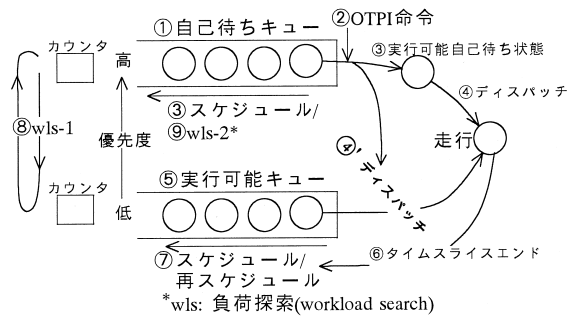 ①自己待ちキュー
②OTPI命令
カウンタ
高
③実行可能自己待ち状態
④ディスパッチ
③スケジュール/
⑨wls-2*
⑧wls-1
優先度
走行
④' ディスパッチ
カウンタ
⑤実行可能キュー
低
⑥タイムスライスエンド
⑦スケジュール/
再スケジュール
*wls: 負荷探索(workload search)